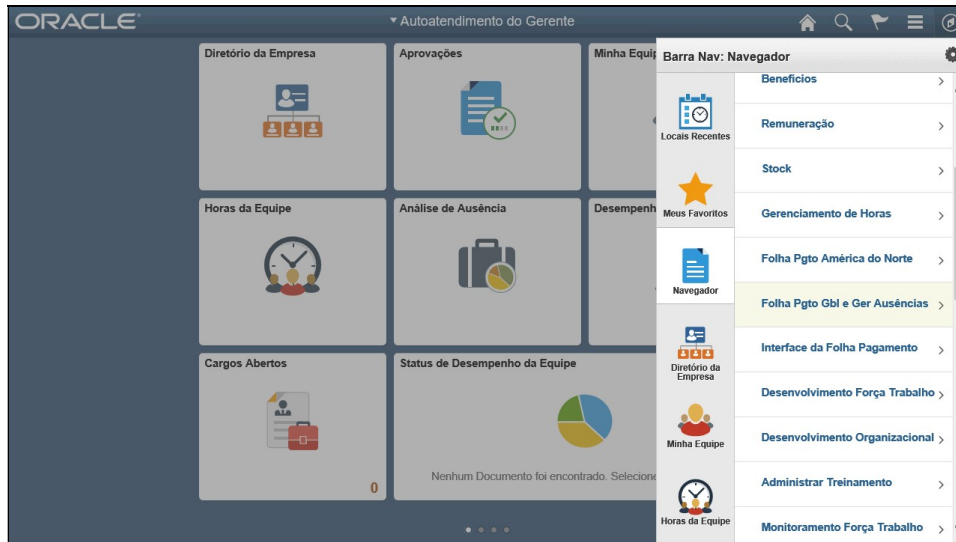 ORACLE
Autoatendimento do Gerente
Diretório da Empresa
Aprovações
Minha Equip
Horas da Equipe
Análise de Ausência
Desempenh
Cargos Abertos
0
Status de Desempenho da Equipe
Nenhum Documento foi encontrado. Selecione
Barra Nav: Navegador
Locais Recentes
Meus Favoritos
Navegador
Diretório da
Empresa
Minha Equipe
Horas da Equipe
Benefícios
Remuneração
Stock
Gerenciamento de Horas
Folha Pgto América do Norte
Folha Pgto Gbl e Ger Ausências
Interface da Folha Pagamento
Desenvolvimento Força Trabalho
Desenvolvimento Organizacional
Administrar Treinamento
Monitoramento Força Trabalho